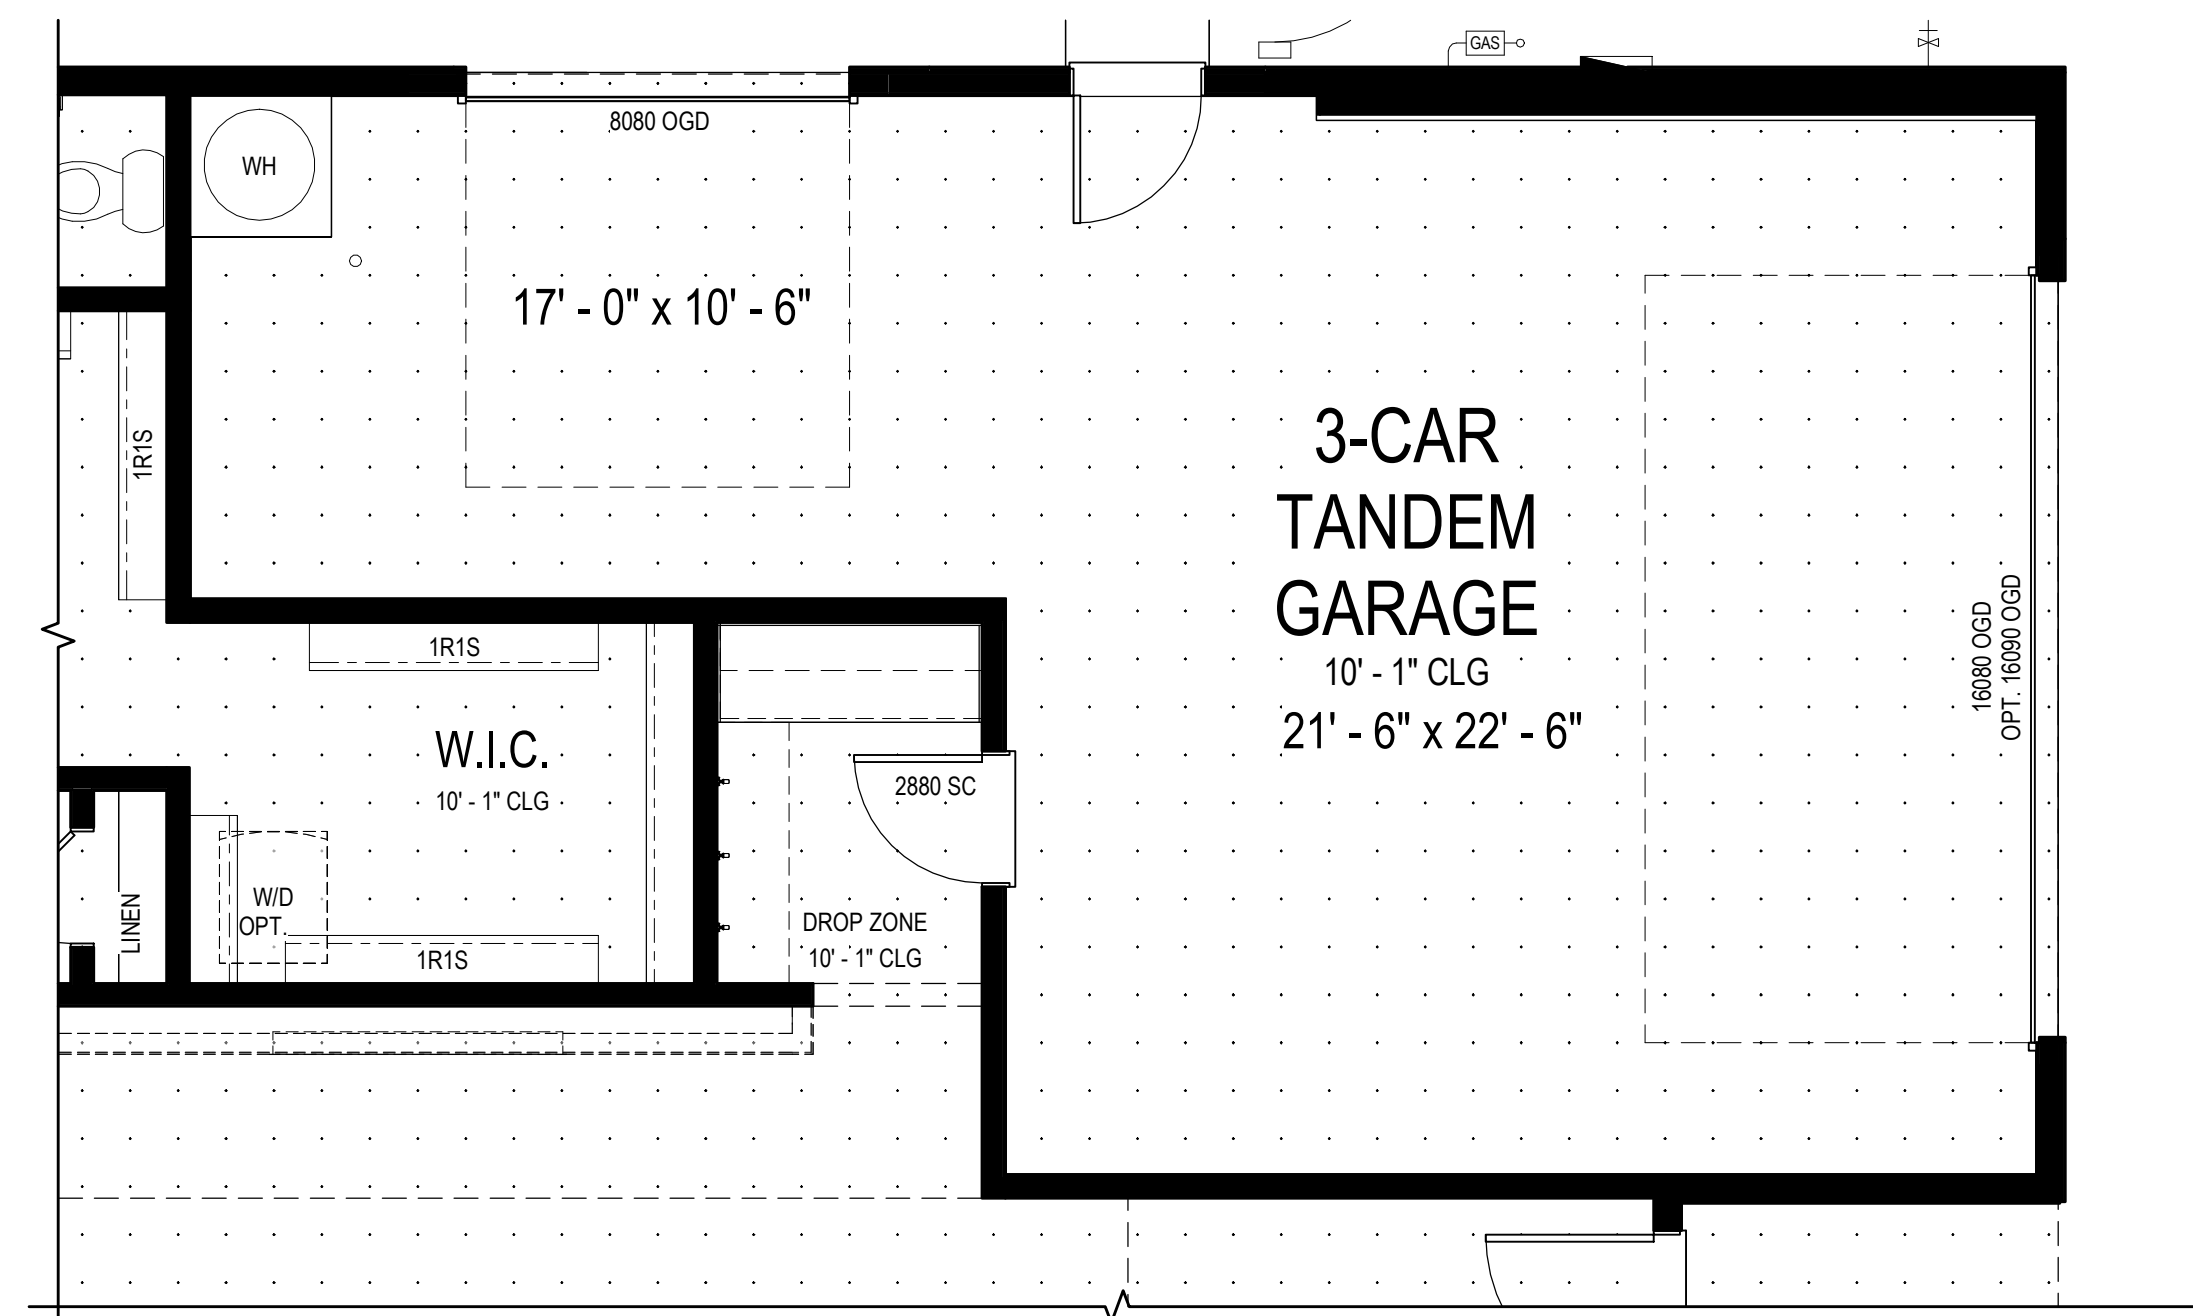 GAS
8080 OGD
WH
17' - 0" x 10' - 6"
3-CAR
TANDEM
GARAGE
10' - 1" CLG
21' - 6" x 22' - 6"
16080 OGD
OPT. 16090 OGD
1R1S
1R1S
W.I.C.
10' - 1" CLG
2880 SC
W/D
OPT.
LINEN
1R1S
DROP ZONE
10' - 1" CLG